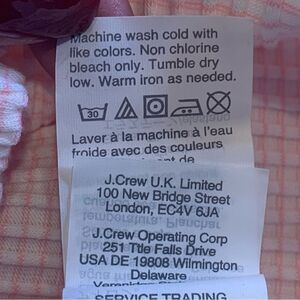 Machine wash cold with
like colors. Non chlorine
bleach only. Tumble dry
low. Warm iron as needed.
30
Laver à la machine à l'eau
froide avec des couleurs
de
J.Crew U.K. Limited
100 New Bridge Street
London, EC4V 6JA
J.Crew Operating Corp
251 Ttle Falls Drive
USA DE 19808 Wilmington
Delaware
SERVICE TRADING